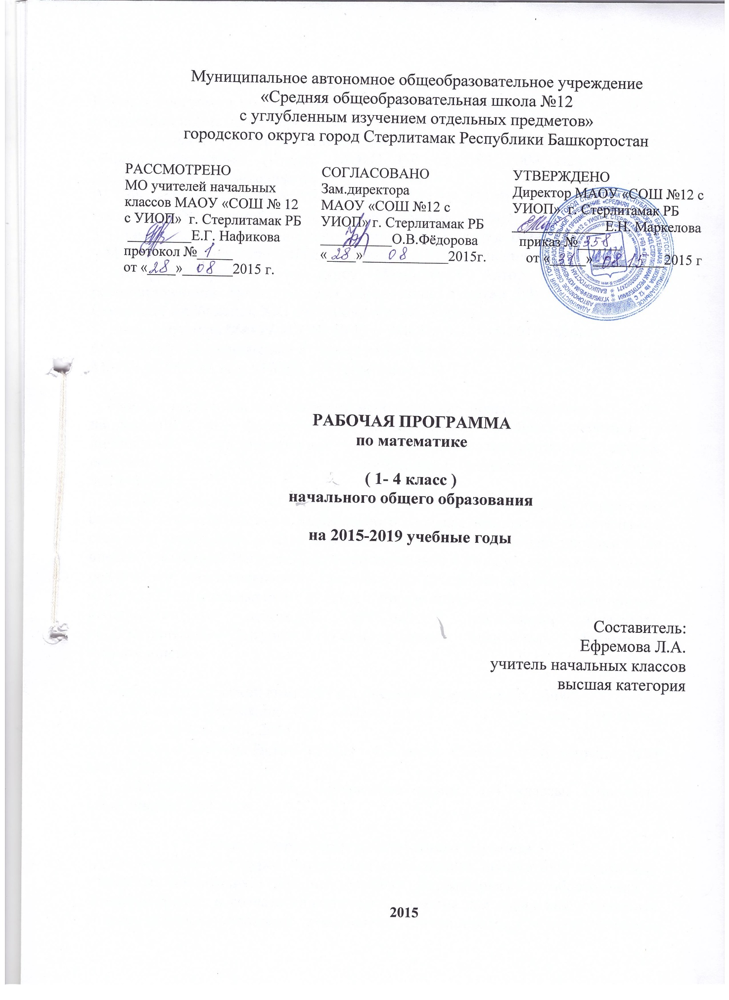 Муниципальное автономное общеобразовательное учреждение
«Средняя общеобразовательная школа №12
с углубленным изучением отдельных предметов»
городского округа город Стерлитамак Республики Башкортостан
РАССМОТРЕНО
МО учителей начальных
классов МАОУ «СОШ № 12
с УИОП» г. Стерлитамак РБ
_________Е.Г. Нафикова
протокол № 1
от «28» 08 2015 г.
СОГЛАСОВАНО
Зам.директора
МАОУ «СОШ №12 с
УИОП» г. Стерлитамак РБ
__________О.В.Фёдорова
«28» 08 2015г.
УТВЕРЖДЕНО
Директор МАОУ «СОШ №12 с
УИОП» г. Стерлитамак РБ
_____________Е.Н. Маркелова
приказ № 358
от «31» 08 15 2015 г
РАБОЧАЯ ПРОГРАММА
по математике
( 1- 4 класс )
начального общего образования
на 2015-2019 учебные годы
Составитель:
Ефремова Л.А.
учитель начальных классов
высшая категория
2015